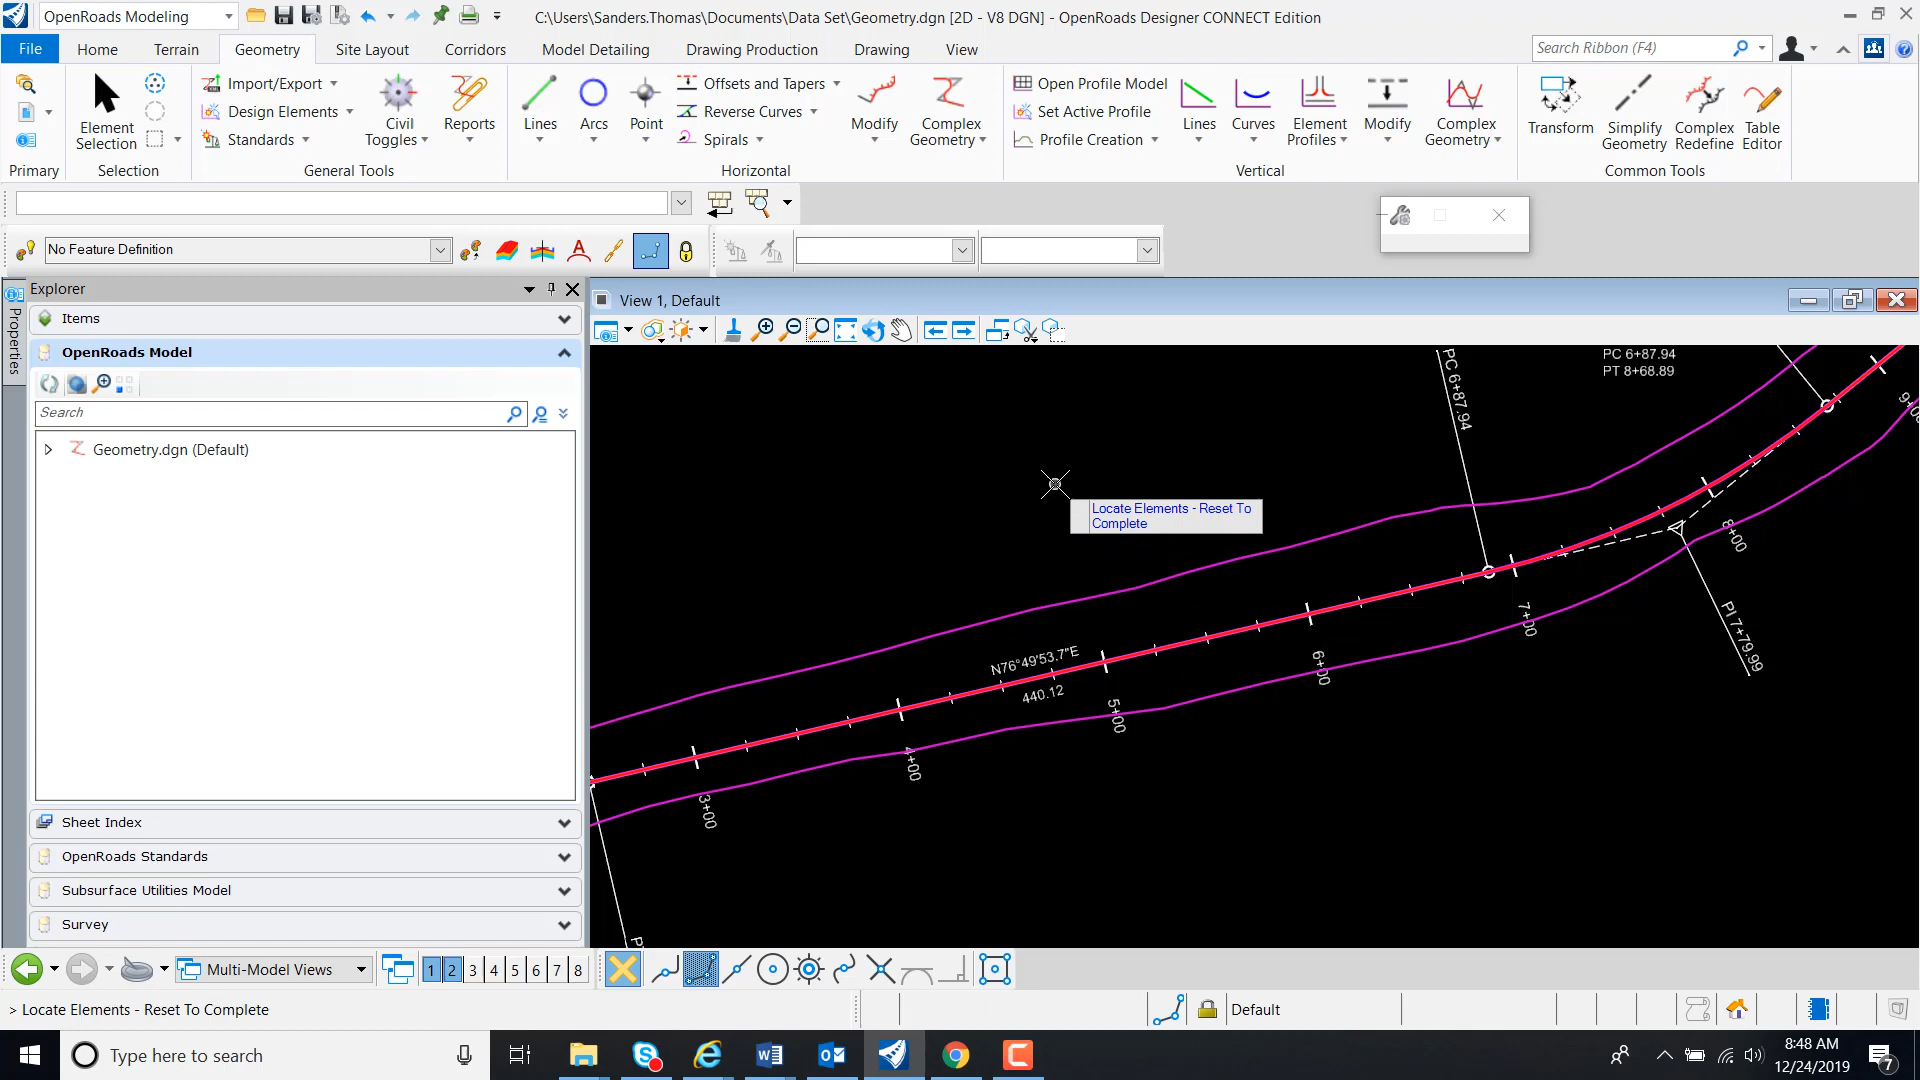 OpenRoads Modeling
C:\Users\Sanders.Thomas\Documents\Data Set\Geometry.dgn [2D - V8 DGN] - OpenRoads Designer CONNECT Edition
File
Home
Terrain
Geometry
Site Layout
Corridors
Model Detailing
Drawing Production
Drawing
View
Search Ribbon (F4)
Element
Selection
Import/Export
Design Elements
Standards
Civil
Toggles
Reports
Lines
Arcs
Point
Offsets and Tapers
Reverse Curves
Spirals
Modify
Complex
Geometry
Open Profile Model
Set Active Profile
Profile Creation
Lines
Curves
Element
Profiles
Modify
Complex
Geometry
Transform
Simplify
Geometry
Complex
Redefine
Table
Editor
Primary
Selection
General Tools
Horizontal
Vertical
Common Tools
No Feature Definition
Properties
Explorer
Items
OpenRoads Model
Search
Geometry.dgn (Default)
Sheet Index
OpenRoads Standards
Subsurface Utilities Model
Survey
View 1, Default
PC 6+87.94
PT 8+68.89
PC 6+87.94
Locate Elements - Reset To
Complete
N76°49'53.7"E
440.12
3+00
4+00
5+00
6+00
7+00
8+00
PI 7+79.99
Multi-Model Views
1 2 3 4 5 6 7 8
> Locate Elements - Reset To Complete
Default
Type here to search
8:48 AM
12/24/2019
7